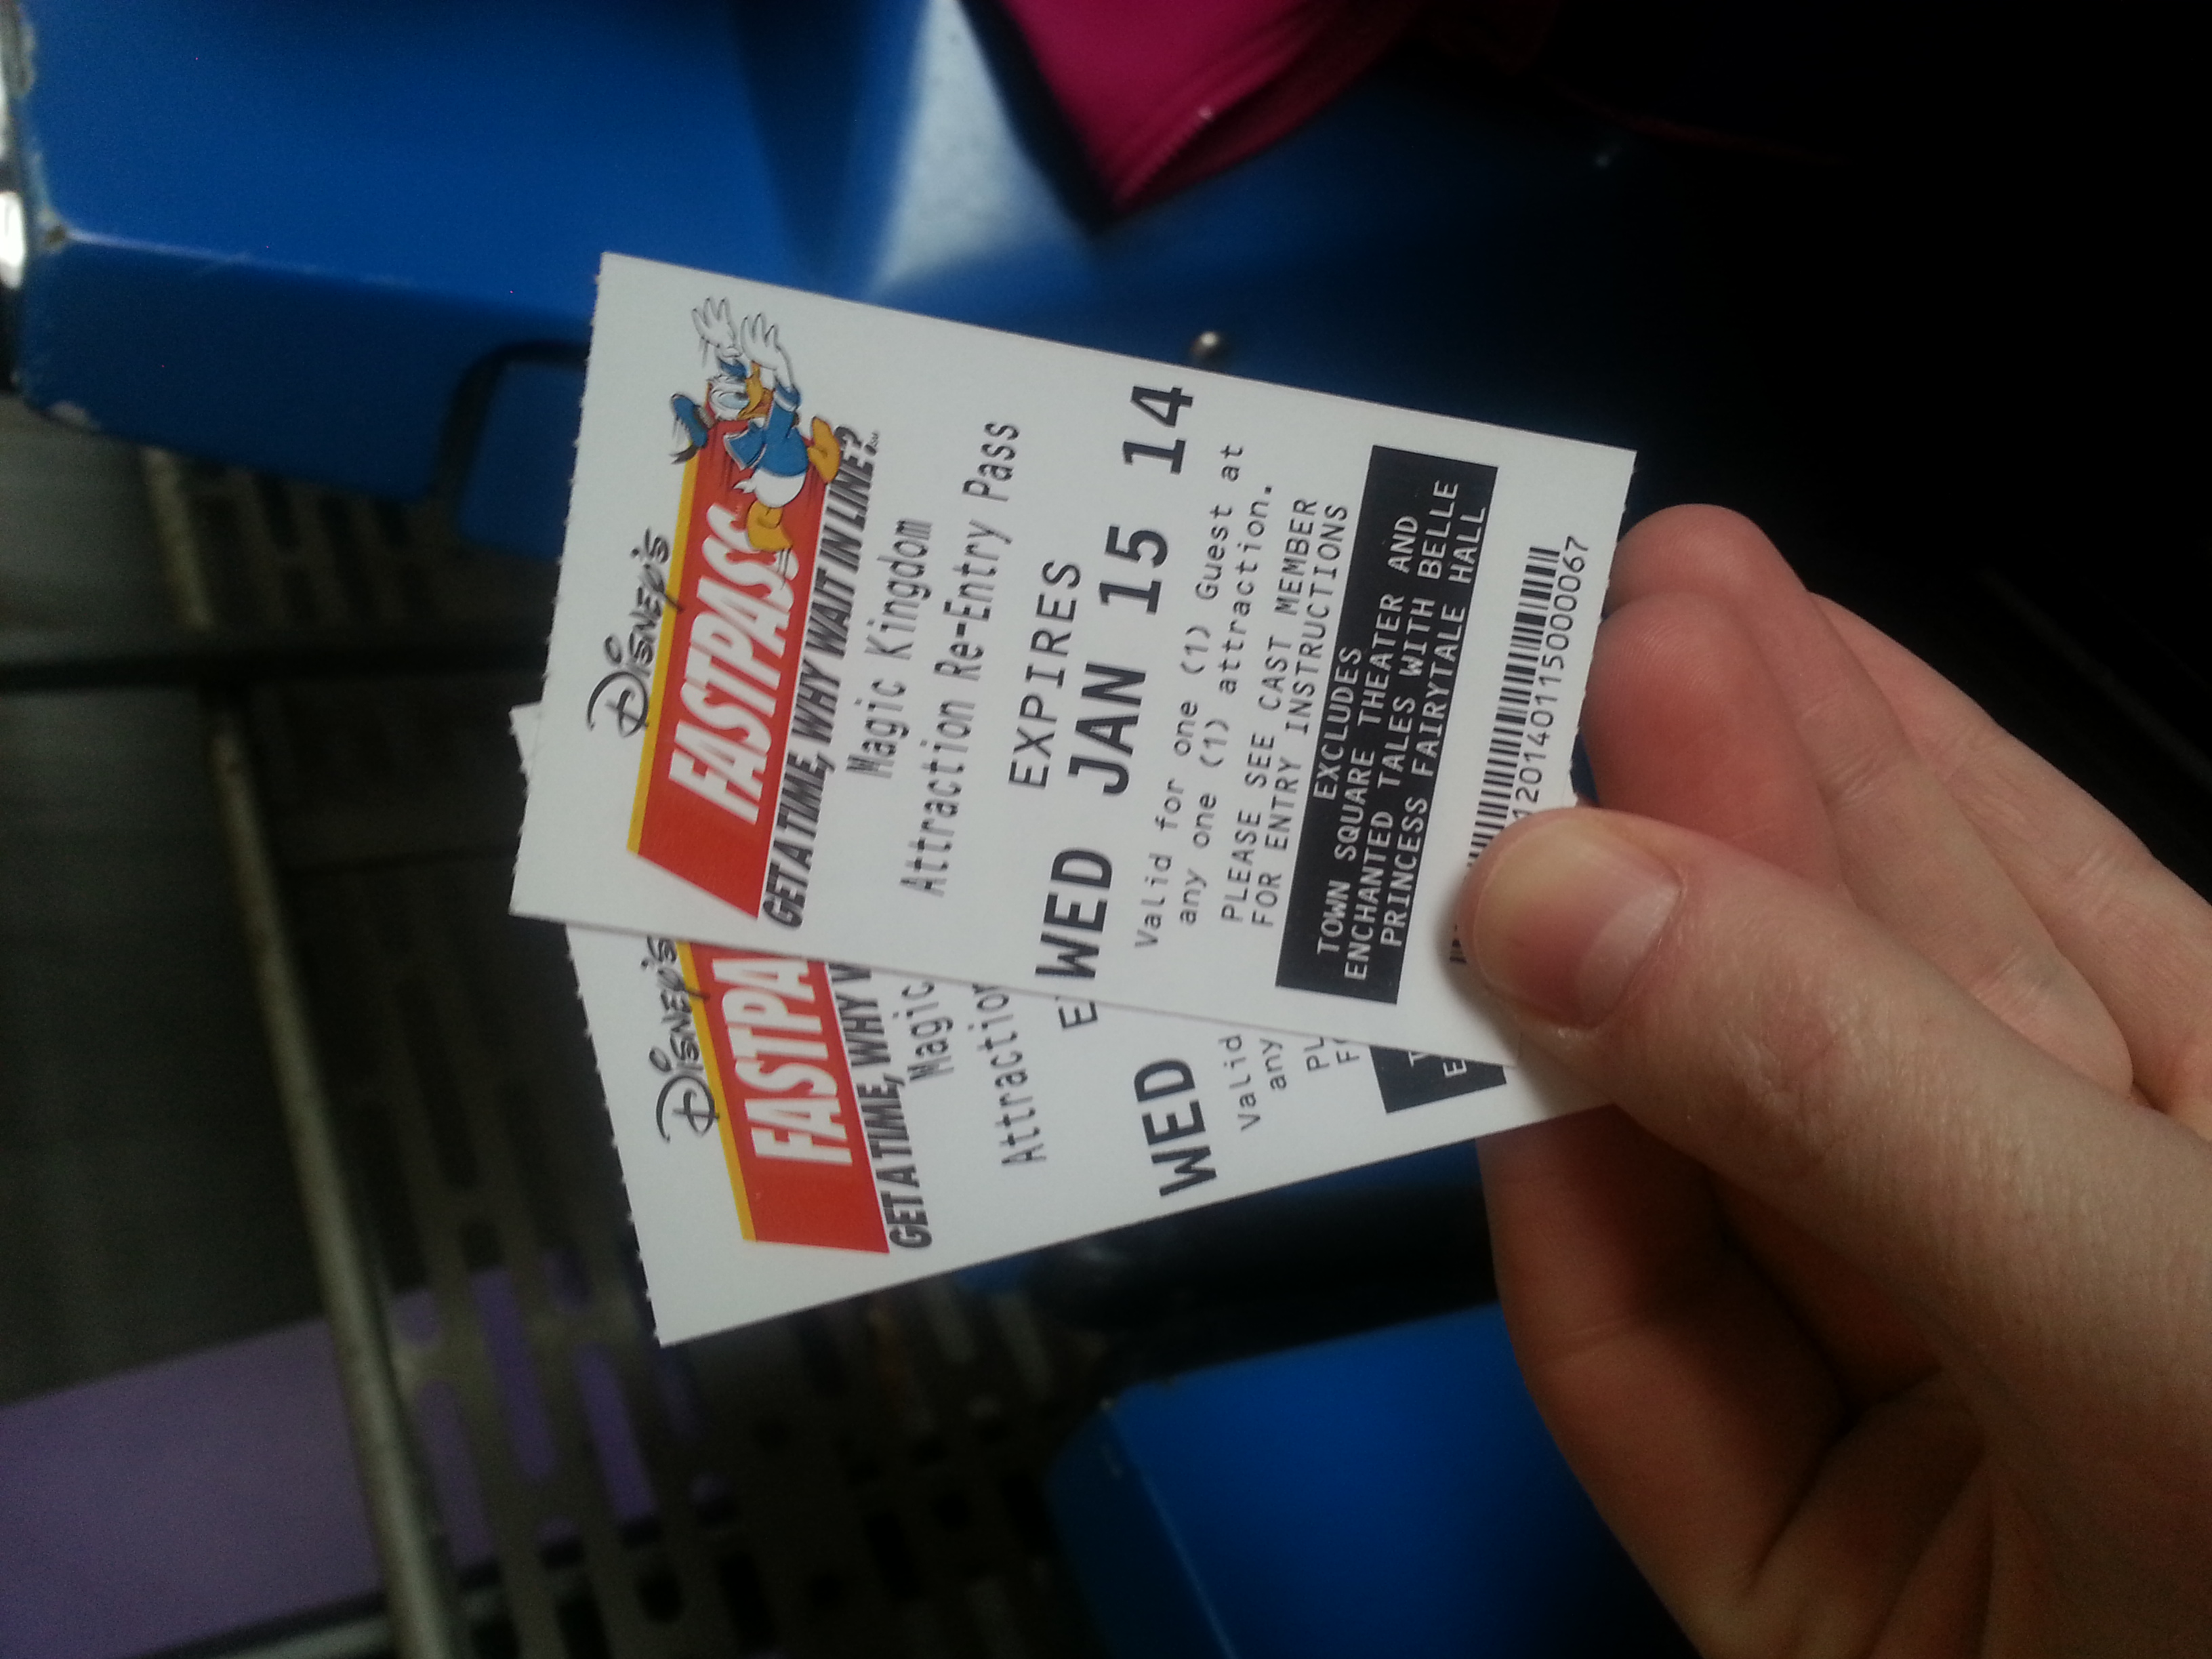 Disney's
FASTPASS
GET A TIME, WHY WAIT IN LINE?
Magic Kingdom
Attraction Re-Entry Pass
EXPIRES
WED JAN 15 14
Valid for one (1) Guest at
any one (1) attraction.
PLEASE SEE CAST MEMBER
FOR ENTRY INSTRUCTIONS
EXCLUDES
TOWN SQUARE THEATER AND
ENCHANTED TALES WITH BELLE
PRINCESS FAIRYTALE HALL
120140115000067
Disney's
FASTPA
GET A TIME, WHY W
Magic
Attraction
E
WED
Valid
any
PL
F
T
E